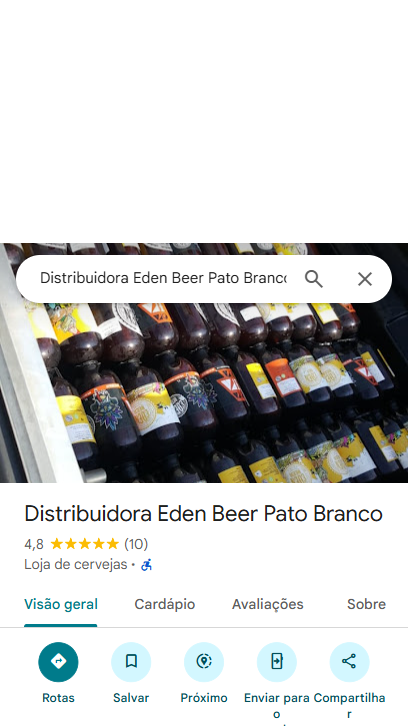 Distribuidora Eden Beer Pato Branco
Distribuidora Eden Beer Pato Branco
4,8 (10)
Loja de cervejas ·
Visão geral Cardápio Avaliações Sobre
Rotas Salvar Próximo Enviar para o Compartilhar